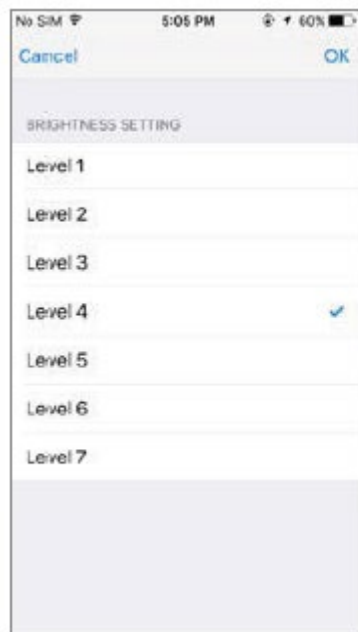 No SIM 5:05 PM 60%
Cancel OK
BRIGHTNESS SETTING
Level 1
Level 2
Level 3
Level 4
Level 5
Level 6
Level 7